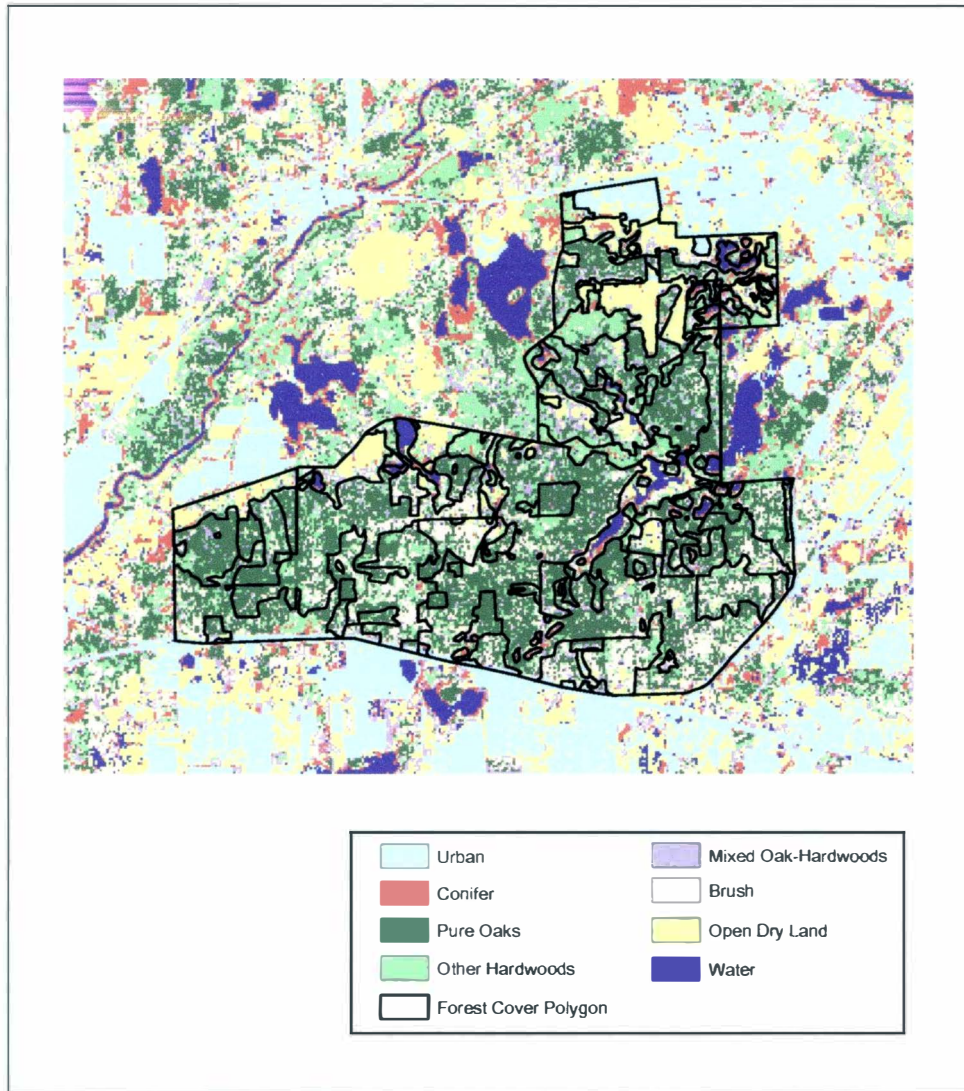 Urban
Conifer
Pure Oaks
Other Hardwoods
Forest Cover Polygon
Mixed Oak-Hardwoods
Brush
Open Dry Land
Water